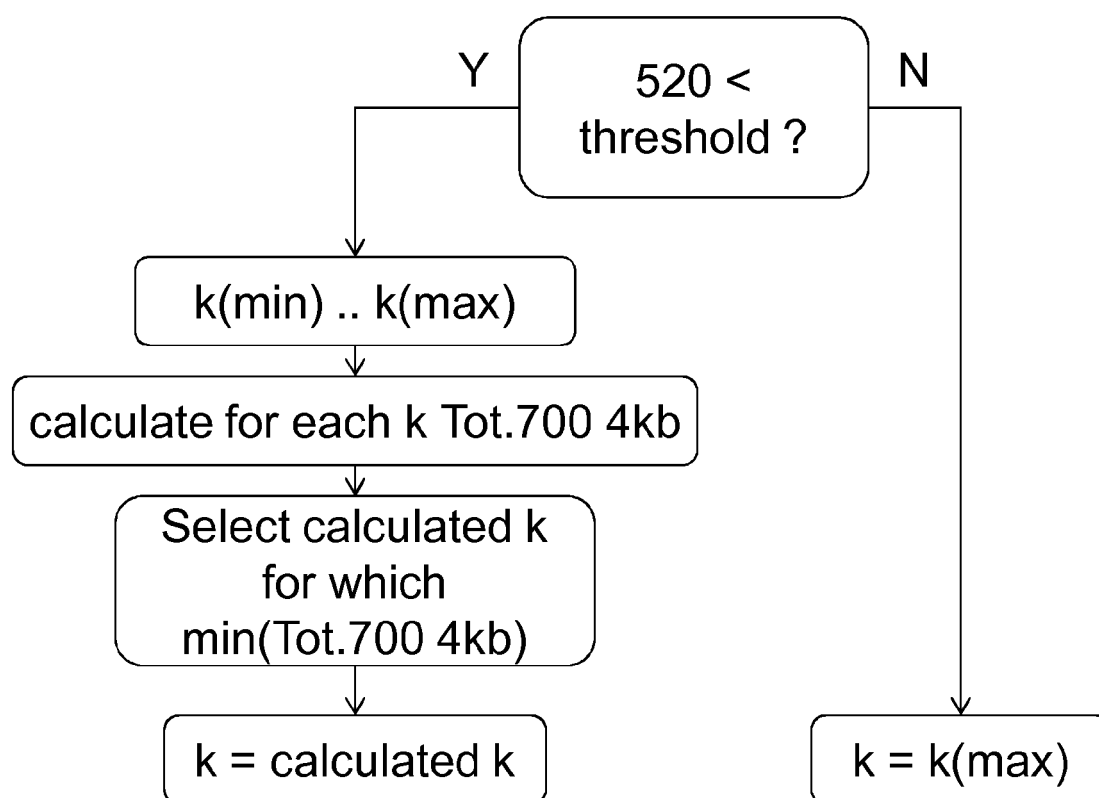 Y
520 <
threshold ?
N
k(min) .. k(max)
calculate for each k Tot.700 4kb
Select calculated k
for which
min(Tot.700 4kb)
k = calculated k
k = k(max)